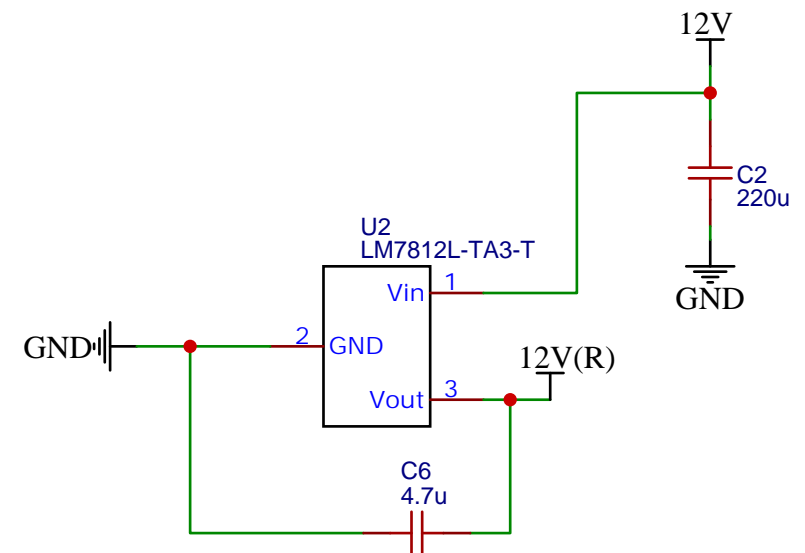 12V
C2
220u
GND
U2
LM7812L-TA3-T
Vin
1
GND
2
GND
12V(R)
Vout
3
C6
4.7u